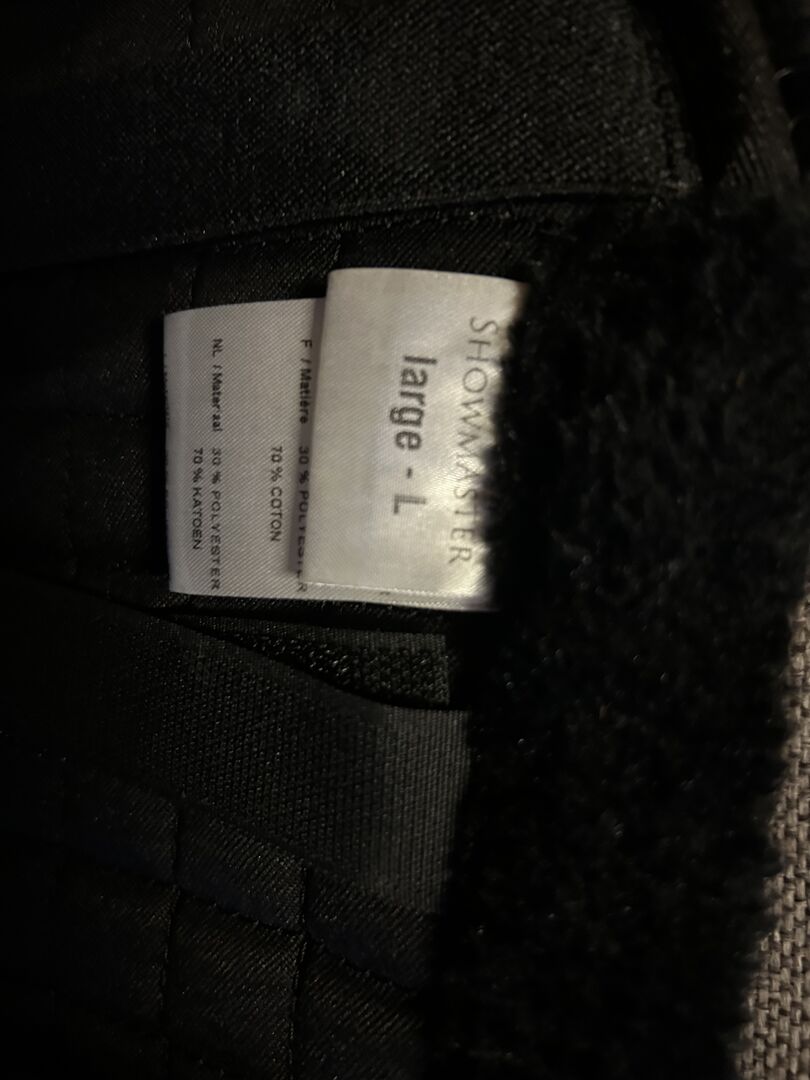 SHOWMASTER
large - L
F / Matière 30 % POLYESTER
70 % COTON
NL / Materiaal 30 % POLYESTER
70 % KATOEN